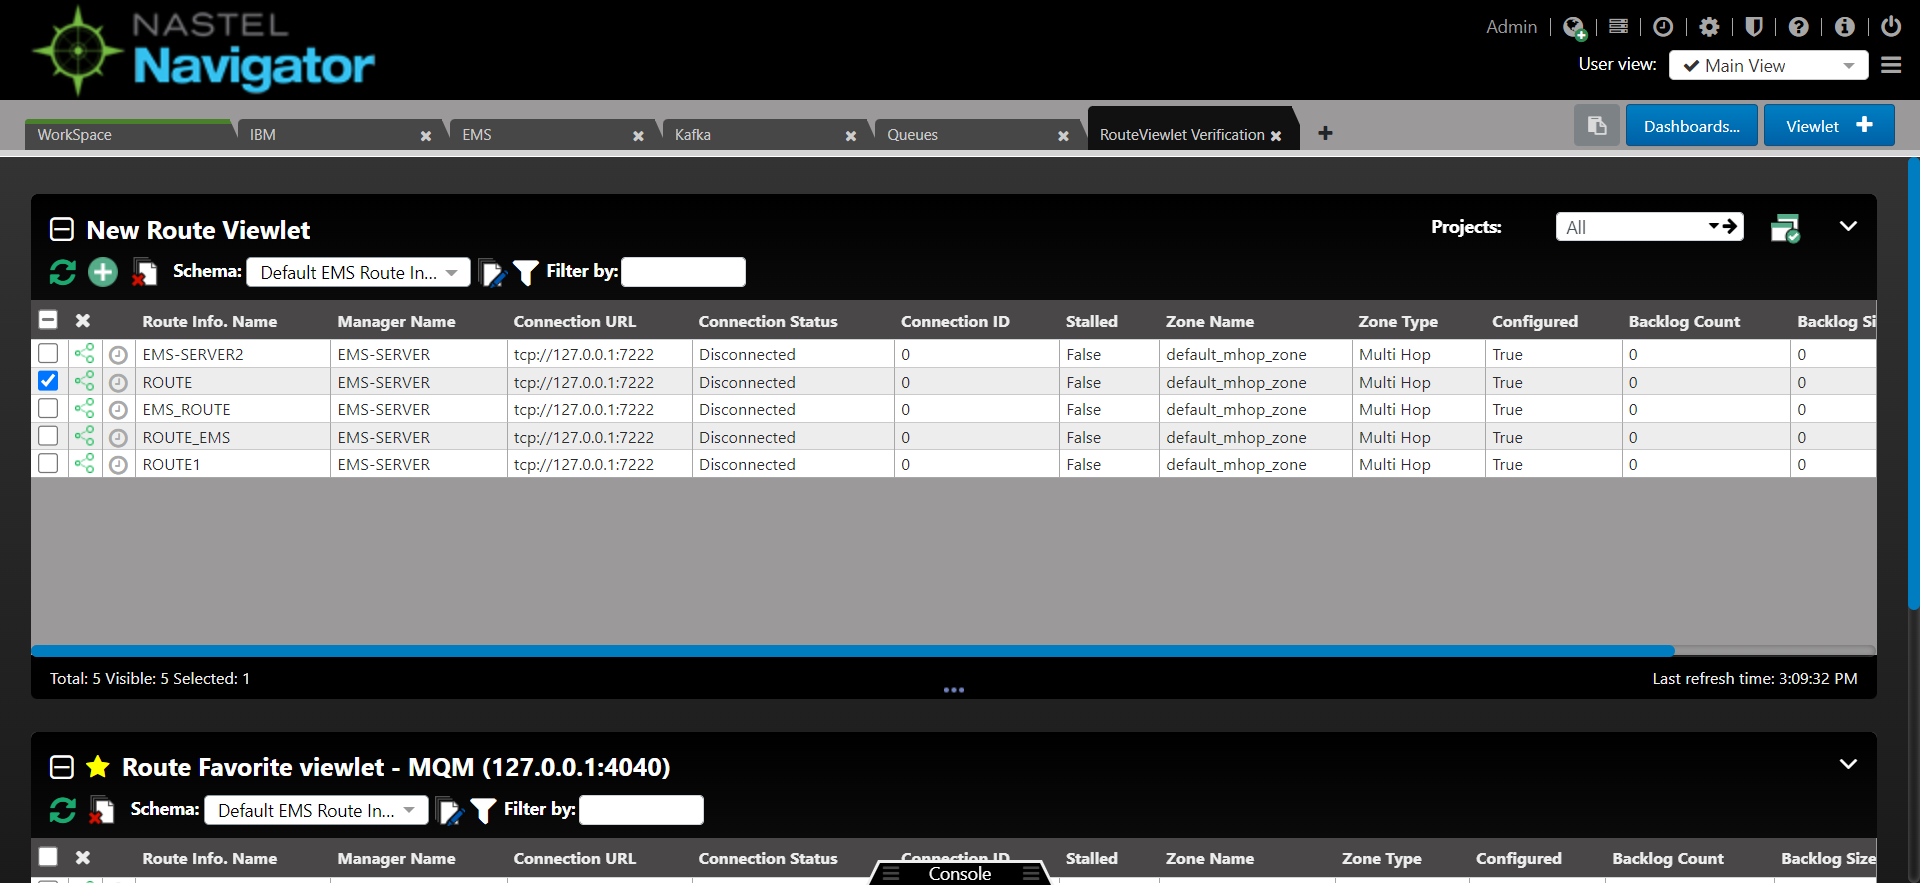 NASTEL
Navigator
Admin
User view: Main View
WorkSpace IBM EMS Kafka Queues RouteViewlet Verification Dashboards... Viewlet
New Route Viewlet Projects: All
Schema: Default EMS Route In... Filter by:
Route Info. Name Manager Name Connection URL Connection Status Connection ID Stalled Zone Name Zone Type Configured Backlog Count Backlog Si
EMS-SERVER2 EMS-SERVER tcp://127.0.0.1:7222 Disconnected 0 False default_mhop_zone Multi Hop True 0 0
ROUTE EMS-SERVER tcp://127.0.0.1:7222 Disconnected 0 False default_mhop_zone Multi Hop True 0 0
EMS_ROUTE EMS-SERVER tcp://127.0.0.1:7222 Disconnected 0 False default_mhop_zone Multi Hop True 0 0
ROUTE_EMS EMS-SERVER tcp://127.0.0.1:7222 Disconnected 0 False default_mhop_zone Multi Hop True 0 0
ROUTE1 EMS-SERVER tcp://127.0.0.1:7222 Disconnected 0 False default_mhop_zone Multi Hop True 0 0
Total: 5 Visible: 5 Selected: 1 Last refresh time: 3:09:32 PM
Route Favorite viewlet - MQM (127.0.0.1:4040)
Schema: Default EMS Route In... Filter by:
Route Info. Name Manager Name Connection URL Connection Status Connection ID Stalled Zone Name Zone Type Configured Backlog Count Backlog Size
Console